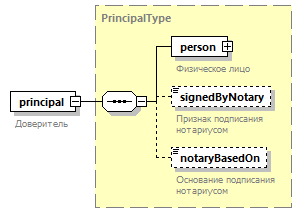 PrincipalType
person
Физическое лицо
principal
Доверитель
signedByNotary
Признак подписания
нотариусом
notaryBasedOn
Основание подписания
нотариусом